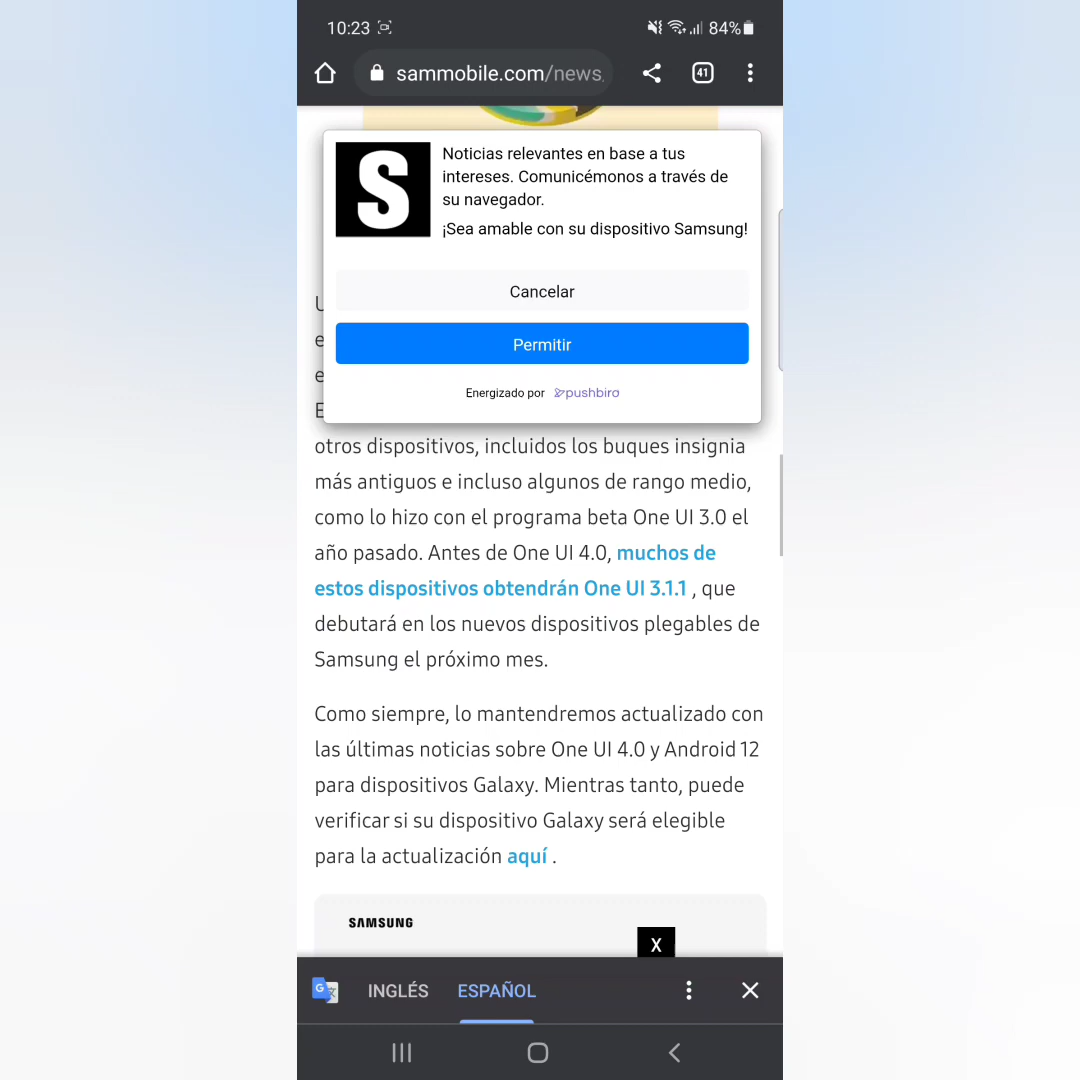 10:23
84%
sammobile.com/news
41
S
Noticias relevantes en base a tus
intereses. Comunicémonos a través de
su navegador.
¡Sea amable con su dispositivo Samsung!
Cancelar
Permitir
Energizado por pushbiro
otros dispositivos, incluidos los buques insignia
más antiguos e incluso algunos de rango medio,
como lo hizo con el programa beta One UI 3.0 el
año pasado. Antes de One UI 4.0, muchos de
estos dispositivos obtendrán One UI 3.1.1 , que
debutará en los nuevos dispositivos plegables de
Samsung el próximo mes.
Como siempre, lo mantendremos actualizado con
las últimas noticias sobre One UI 4.0 y Android 12
para dispositivos Galaxy. Mientras tanto, puede
verificar si su dispositivo Galaxy será elegible
para la actualización aquí .
SAMSUNG
X
INGLÉS ESPAÑOL